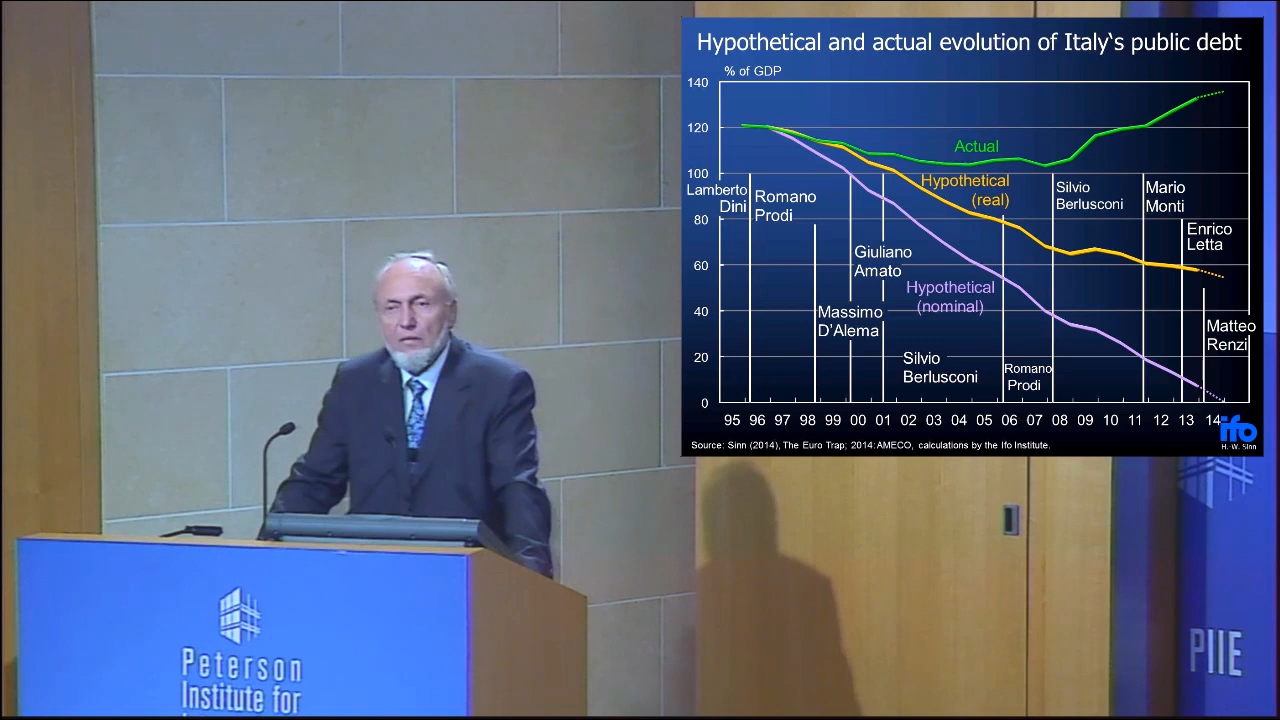 Hypothetical and actual evolution of Italy‘s public debt
% of GDP
140
120
100
80
60
40
20
0
Actual
Hypothetical
(real)
Hypothetical
(nominal)
Lamberto
Dini
Romano
Prodi
Massimo
D'Alema
Giuliano
Amato
Silvio
Berlusconi
Romano
Prodi
Silvio
Berlusconi
Mario
Monti
Enrico
Letta
Matteo
Renzi
95 96 97 98 99 00 01 02 03 04 05 06 07 08 09 10 11 12 13 14
ifo
H.-W. Sinn
Source: Sinn (2014), The Euro Trap; 2014: AMECO, calculations by the Ifo Institute.
Peterson
Institute for
PIIE